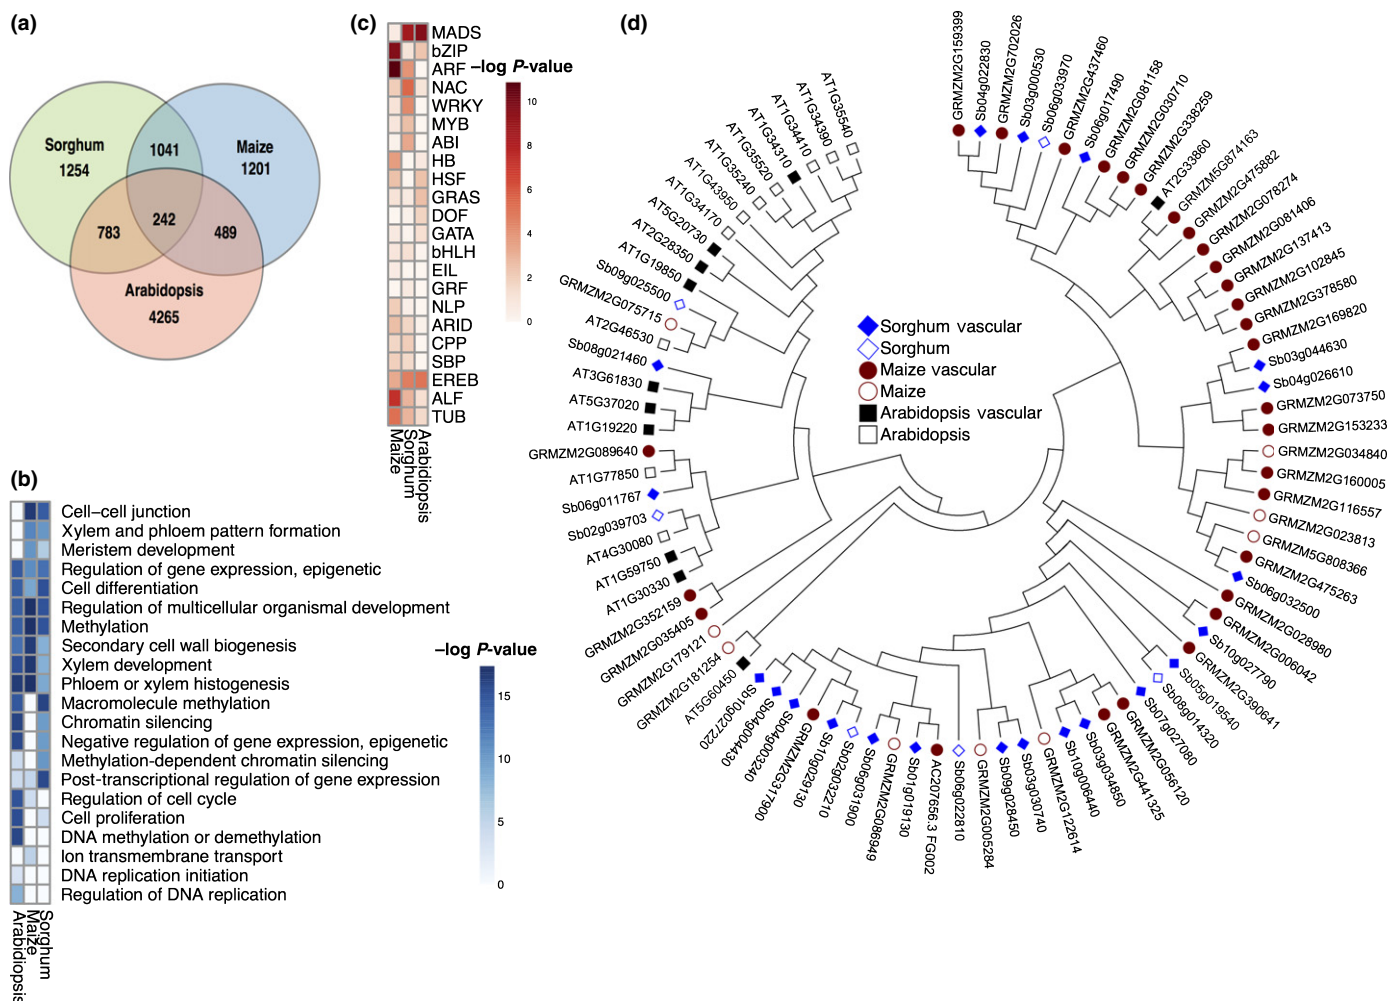 (a)
Sorghum
1254
1041
Maize
1201
783
242
489
Arabidopsis
4265
(b)
Cell–cell junction
Xylem and phloem pattern formation
Meristem development
Regulation of gene expression, epigenetic
Cell differentiation
Regulation of multicellular organismal development
Methylation
Secondary cell wall biogenesis
Xylem development
Phloem or xylem histogenesis
Macromolecule methylation
Chromatin silencing
Negative regulation of gene expression, epigenetic
Methylation-dependent chromatin silencing
Post-transcriptional regulation of gene expression
Regulation of cell cycle
Cell proliferation
DNA methylation or demethylation
Ion transmembrane transport
DNA replication initiation
Regulation of DNA replication
Arabidiopsis
Maize
Sorghum
–log P-value
15
10
5
0
(c)
MADS
bZIP
ARF
NAC
WRKY
MYB
ABI
HB
HSF
GRAS
DOF
GATA
bHLH
EIL
GRF
NLP
ARID
CPP
SBP
EREB
ALF
TUB
Maize
Sorghum
Arabidiopsis
–log P-value
10
8
6
4
2
0
(d)
Sorghum vascular
Sorghum
Maize vascular
Maize
Arabidopsis vascular
Arabidopsis
GRMZM2G159399
Sb04g022830
GRMZM2G702026
Sb03g000530
Sb06g033970
GRMZM2G437460
Sb06g017490
GRMZM2G081158
GRMZM2G030710
GRMZM2G338259
AT2G33860
GRMZM5G874163
GRMZM2G475882
GRMZM2G078274
GRMZM2G081406
GRMZM2G137413
GRMZM2G102845
GRMZM2G378580
GRMZM2G169820
Sb03g044630
Sb04g026610
GRMZM2G073750
GRMZM2G153233
GRMZM2G034840
GRMZM2G160005
GRMZM2G116557
GRMZM2G023813
GRMZM5G808366
GRMZM2G475263
Sb06g032500
GRMZM2G028980
GRMZM2G006042
Sb10g027790
GRMZM2G390641
Sb05g019540
Sb08g014320
Sb07g027080
GRMZM2G056120
GRMZM2G441325
Sb03g034850
Sb10g006440
GRMZM2G122614
Sb03g030740
Sb09g028450
GRMZM2G005284
Sb06g022810
AC207656.3 FG002
Sb01g019130
GRMZM2G086949
Sb06g031900
Sb02g032210
Sb10g029130
GRMZM2G317900
Sb04g003240
Sb04g004430
Sb10g027220
AT5G60450
GRMZM2G181254
GRMZM2G179121
GRMZM2G035405
GRMZM2G352159
AT1G30330
AT1G59750
AT4G30080
Sb02g039703
Sb06g011767
AT1G77850
GRMZM2G089640
AT1G19220
AT5G37020
AT3G61830
Sb08g021460
AT2G46530
GRMZM2G075715
Sb09g025500
AT1G19850
AT2G28350
AT5G20730
AT1G34170
AT1G43950
AT1G35240
AT1G35520
AT1G34310
AT1G34410
AT1G34390
AT1G35540